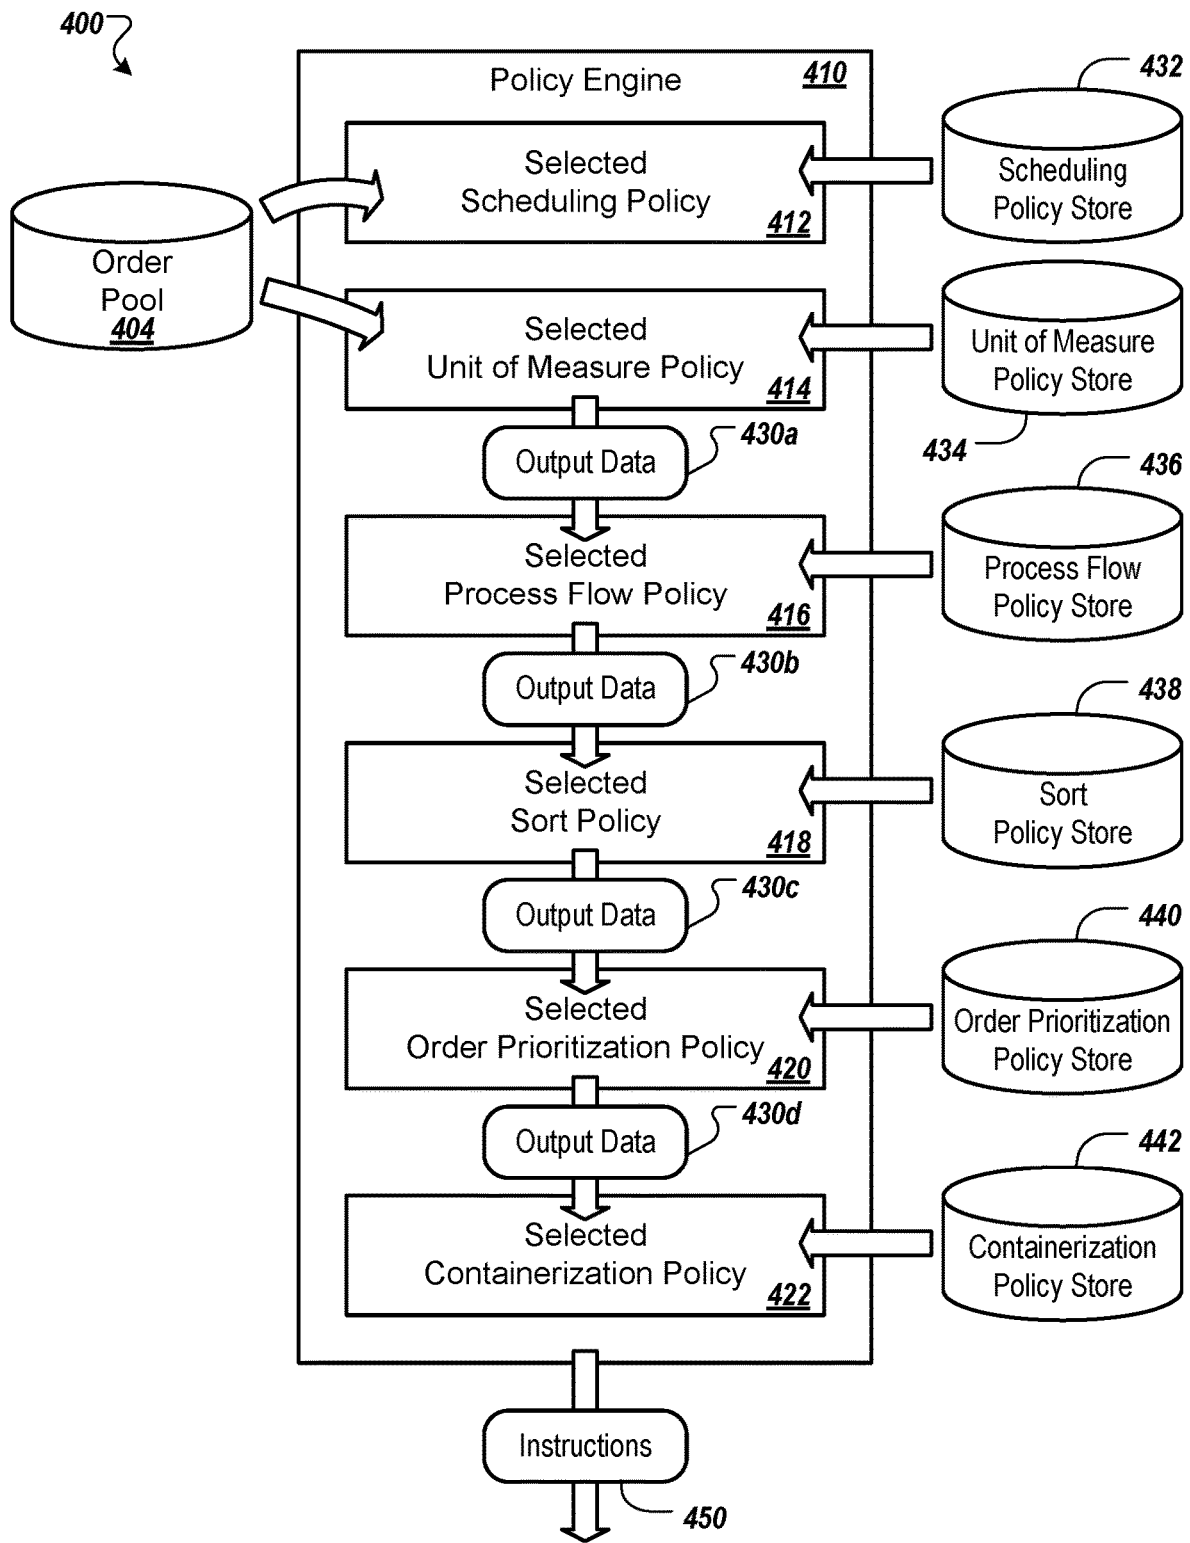 400
Policy Engine
410
432
Selected
Scheduling Policy
412
Scheduling
Policy Store
Order
Pool
404
Selected
Unit of Measure Policy
414
Unit of Measure
Policy Store
434
Output Data
430a
436
Selected
Process Flow Policy
416
Process Flow
Policy Store
Output Data
430b
438
Selected
Sort Policy
418
Sort
Policy Store
Output Data
430c
440
Selected
Order Prioritization Policy
420
Order Prioritization
Policy Store
Output Data
430d
442
Selected
Containerization Policy
422
Containerization
Policy Store
Instructions
450